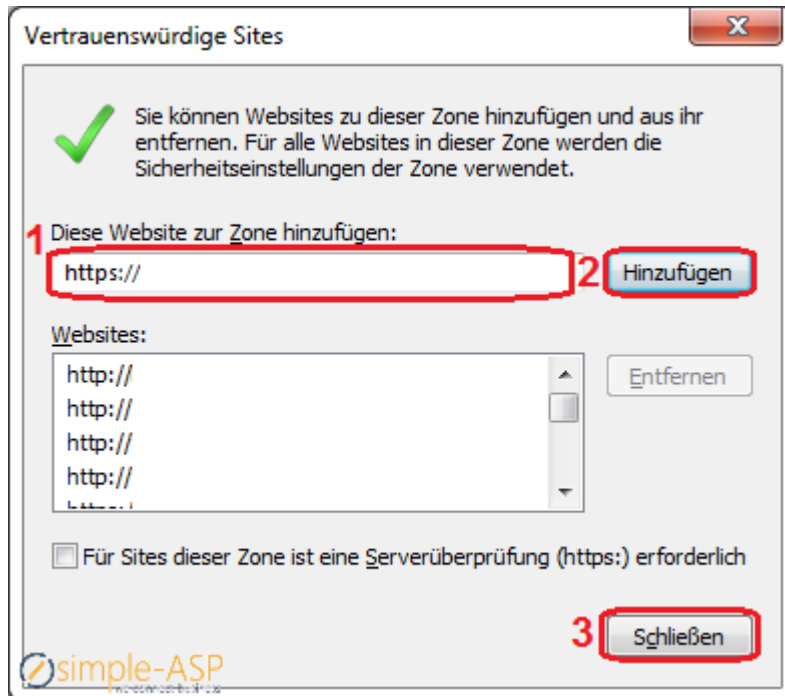 Vertrauenswürdige Sites
Sie können Websites zu dieser Zone hinzufügen und aus ihr
entfernen. Für alle Websites in dieser Zone werden die
Sicherheitseinstellungen der Zone verwendet.
1 Diese Website zur Zone hinzufügen:
https:// 2 Hinzufügen
Websites:
http:// Entfernen
http://
http://
http://
Für Sites dieser Zone ist eine Serverüberprüfung (https:) erforderlich
3 Schließen
simple-ASP